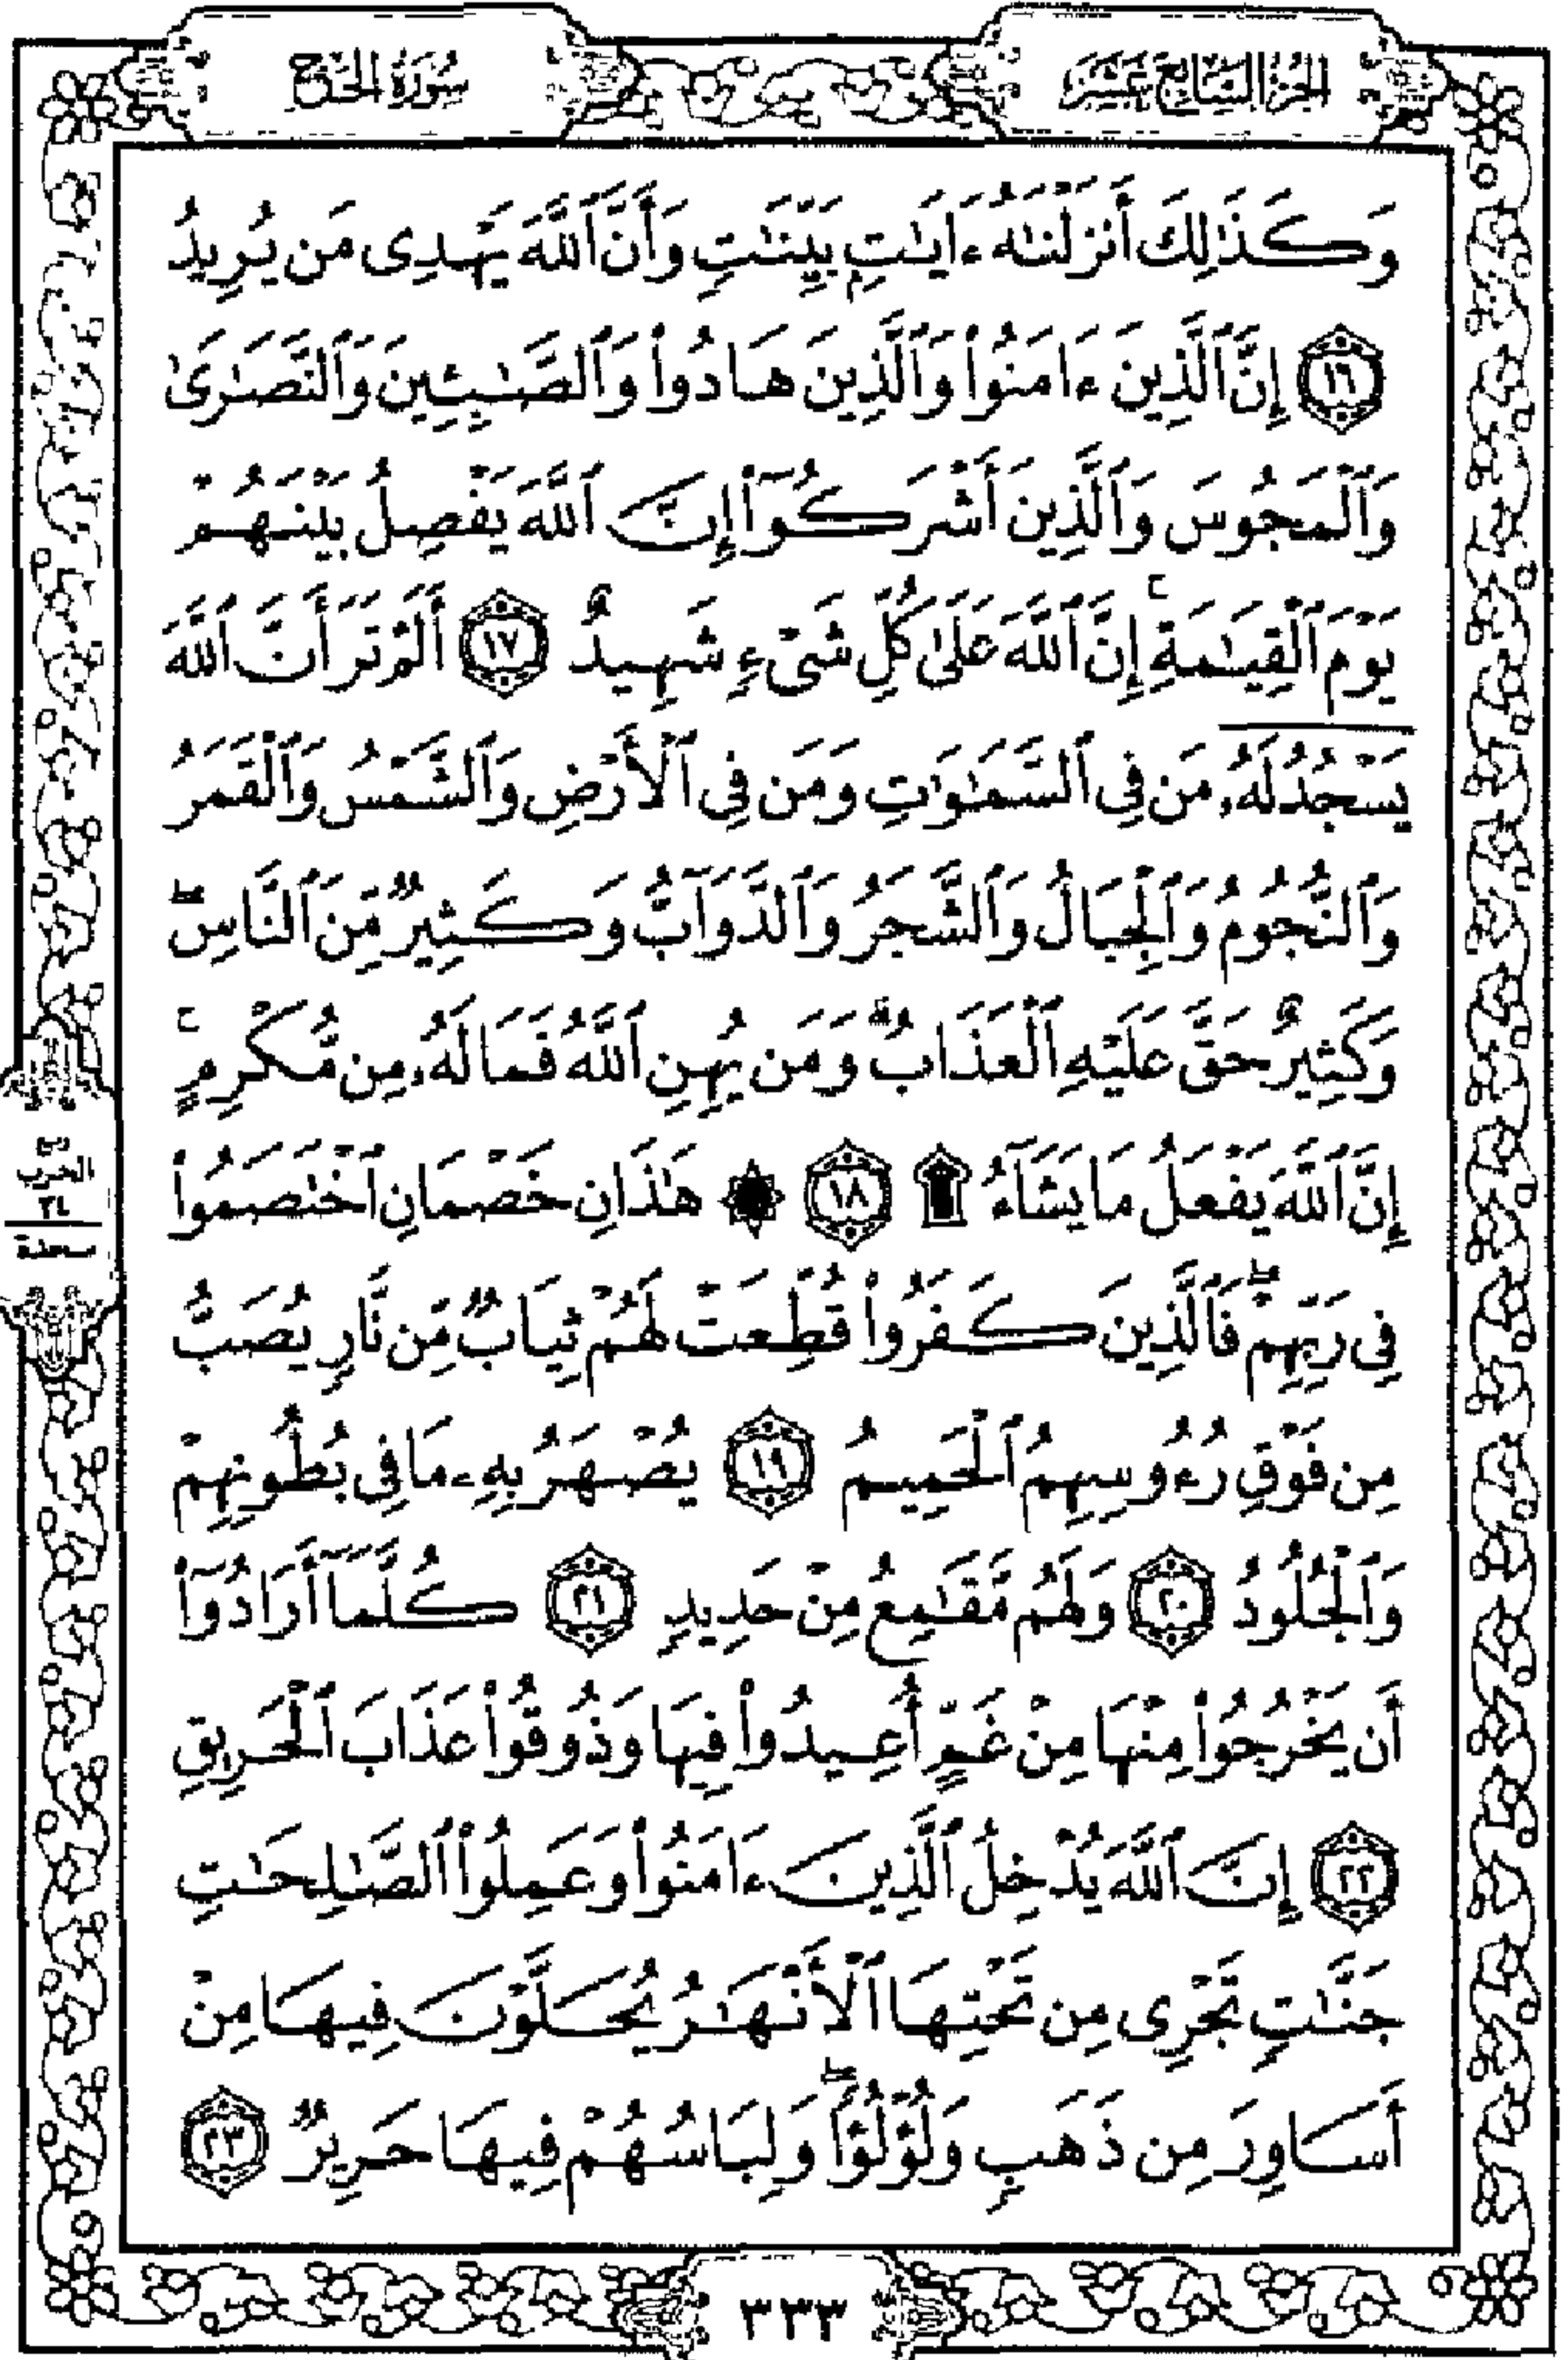 الجزء السابع عشر
سورة الحج
وَكَذَٰلِكَ أَنزَلْنَٰهُ ءَايَٰتٍۭ بَيِّنَٰتٍ وَأَنَّ ٱللَّهَ يَهْدِى مَن يُرِيدُ
١٦ إِنَّ ٱلَّذِينَ ءَامَنُوا۟ وَٱلَّذِينَ هَادُوا۟ وَٱلصَّٰبِـِٔينَ وَٱلنَّصَٰرَىٰ
وَٱلْمَجُوسَ وَٱلَّذِينَ أَشْرَكُوٓا۟ إِنَّ ٱللَّهَ يَفْصِلُ بَيْنَهُمْ
يَوْمَ ٱلْقِيَٰمَةِ ۚ إِنَّ ٱللَّهَ عَلَىٰ كُلِّ شَىْءٍ شَهِيدٌ ١٧ أَلَمْ تَرَ أَنَّ ٱللَّهَ
يَسْجُدُ لَهُۥ مَن فِى ٱلسَّمَٰوَٰتِ وَمَن فِى ٱلْأَرْضِ وَٱلشَّمْسُ وَٱلْقَمَرُ
وَٱلنُّجُومُ وَٱلْجِبَالُ وَٱلشَّجَرُ وَٱلدَّوَآبُّ وَكَثِيرٌ مِّنَ ٱلنَّاسِ ۖ
وَكَثِيرٌ حَقَّ عَلَيْهِ ٱلْعَذَابُ ۗ وَمَن يُهِنِ ٱللَّهُ فَمَا لَهُۥ مِن مُّكْرِمٍ ۚ
إِنَّ ٱللَّهَ يَفْعَلُ مَا يَشَآءُ ۩ ١٨ ۞ هَٰذَانِ خَصْمَانِ ٱخْتَصَمُوا۟
فِى رَبِّهِمْ ۖ فَٱلَّذِينَ كَفَرُوا۟ قُطِّعَتْ لَهُمْ ثِيَابٌ مِّن نَّارٍ يُصَبُّ
مِن فَوْقِ رُءُوسِهِمُ ٱلْحَمِيمُ ١٩ يُصْهَرُ بِهِۦ مَا فِى بُطُونِهِمْ
وَٱلْجُلُودُ ٢٠ وَلَهُم مَّقَٰمِعُ مِنْ حَدِيدٍ ٢١ كُلَّمَآ أَرَادُوٓا۟
أَن يَخْرُجُوا۟ مِنْهَا مِنْ غَمٍّ أُعِيدُوا۟ فِيهَا وَذُوقُوا۟ عَذَابَ ٱلْحَرِيقِ
٢٢ إِنَّ ٱللَّهَ يُدْخِلُ ٱلَّذِينَ ءَامَنُوا۟ وَعَمِلُوا۟ ٱلصَّٰلِحَٰتِ
جَنَّٰتٍ تَجْرِى مِن تَحْتِهَا ٱلْأَنْهَٰرُ يُحَلَّوْنَ فِيهَا مِنْ
أَسَاوِرَ مِن ذَهَبٍ وَلُؤْلُؤًا ۖ وَلِبَاسُهُمْ فِيهَا حَرِيرٌ ٢٣
سجدة
٣٣٣